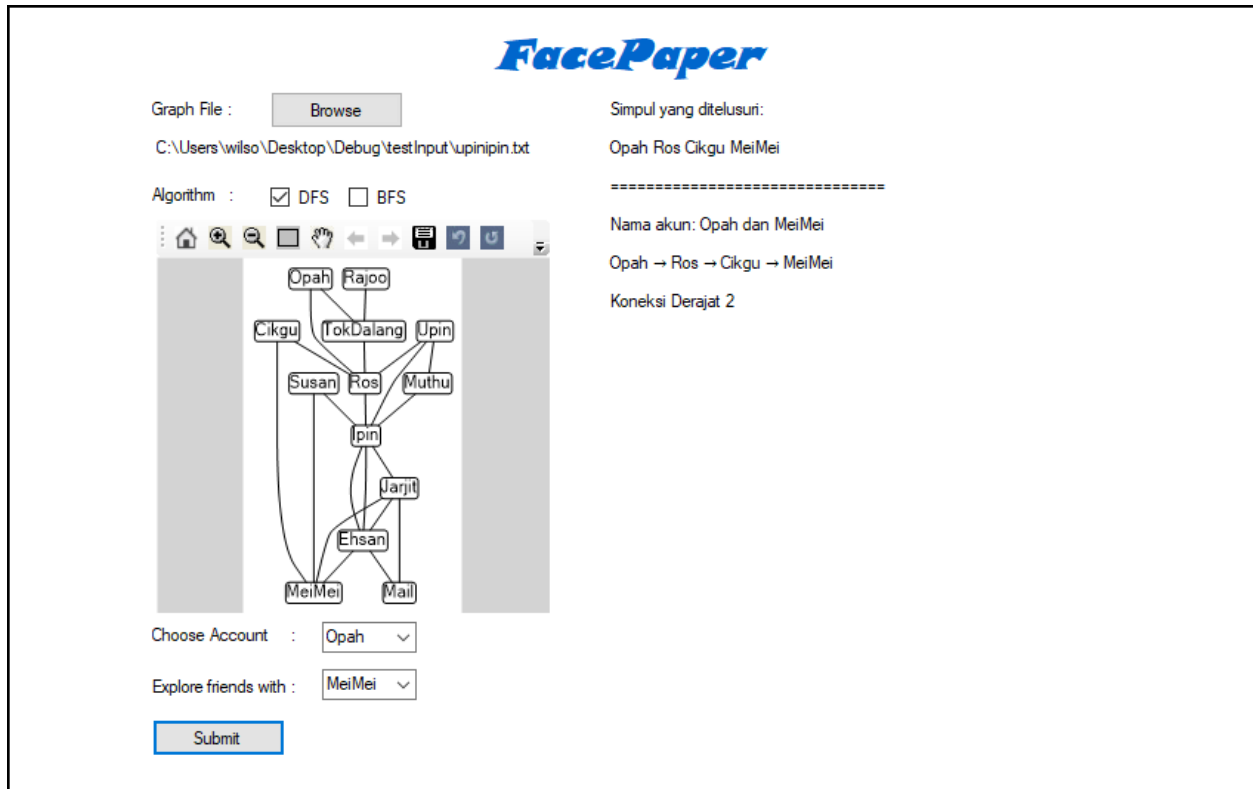 FacePaper
Graph File :
Browse
C:\Users\wilso\Desktop\Debug\testInput\upinipin.txt
Algorithm :
DFS
BFS
Opah Rajoo
Cikgu TokDalang Upin
Susan Ros Muthu
Ipin
Jarjit
Ehsan
MeiMei Mail
Choose Account :
Opah
Explore friends with :
MeiMei
Submit
Simpul yang ditelusuri:
Opah Ros Cikgu MeiMei
===============================
Nama akun: Opah dan MeiMei
Opah → Ros → Cikgu → MeiMei
Koneksi Derajat 2